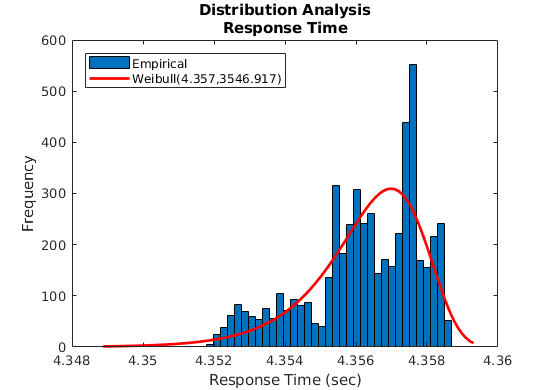 Distribution Analysis
Response Time
600
500
400
300
200
100
0
Frequency
Empirical
Weibull(4.357,3546.917)
4.348 4.35 4.352 4.354 4.356 4.358 4.36
Response Time (sec)